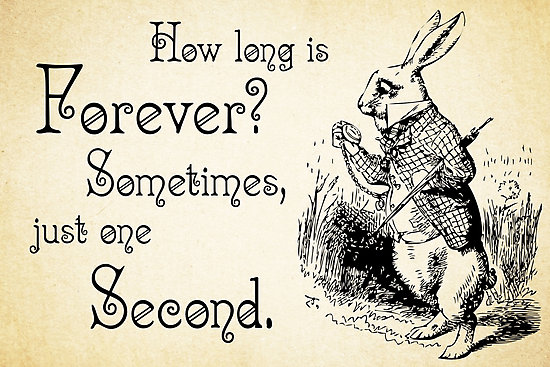 How long is
Forever?
Sometimes,
just one
Second.